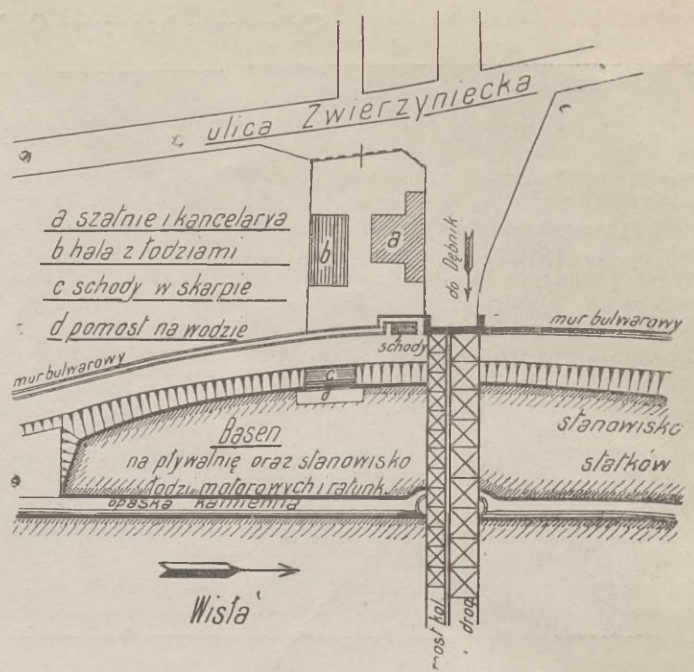 ulica Zwierzyniecka
a szatnie i kancelarya
b hala z łodziami
c schody w skarpie
d pomost na wodzie
b
a
do Dębnik
mur bulwarowy
schody
mur bulwarowy
c
d
Basen
na pływalnię oraz stanowisko
łodzi motorowych i ratunk.
opaska kamienna
stanowisko
statków
Wisła
most kol.
drog